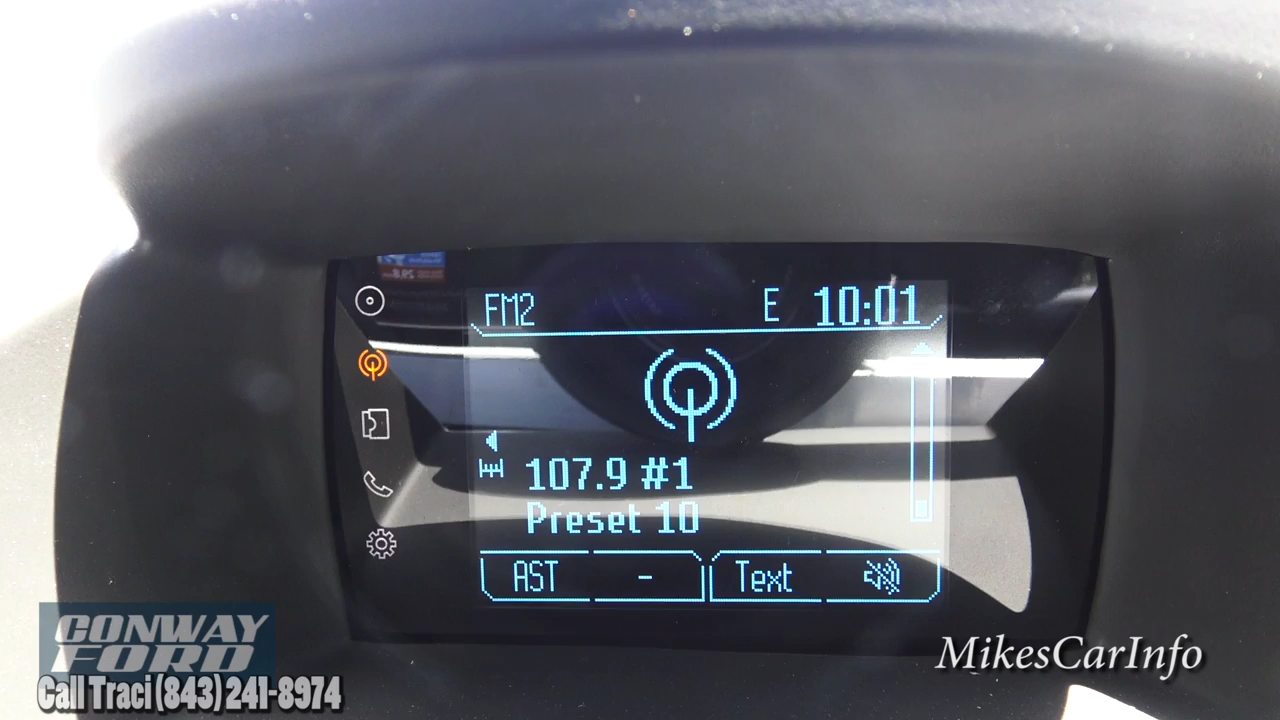 FM2 E 10:01
107.9 #1
Preset 10
AST - Text
CONWAY
FORD
Call Traci (843) 241-8974
MikesCarInfo